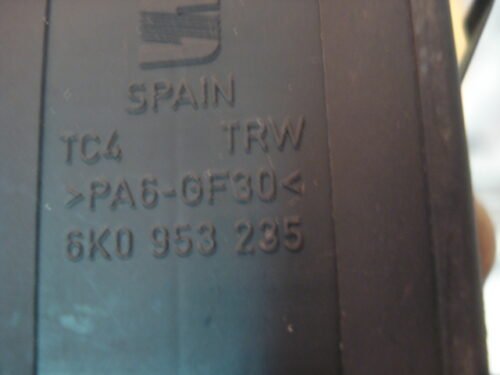 SPAIN
TC4 TRW
>PA6-GF30<
6K0 953 235